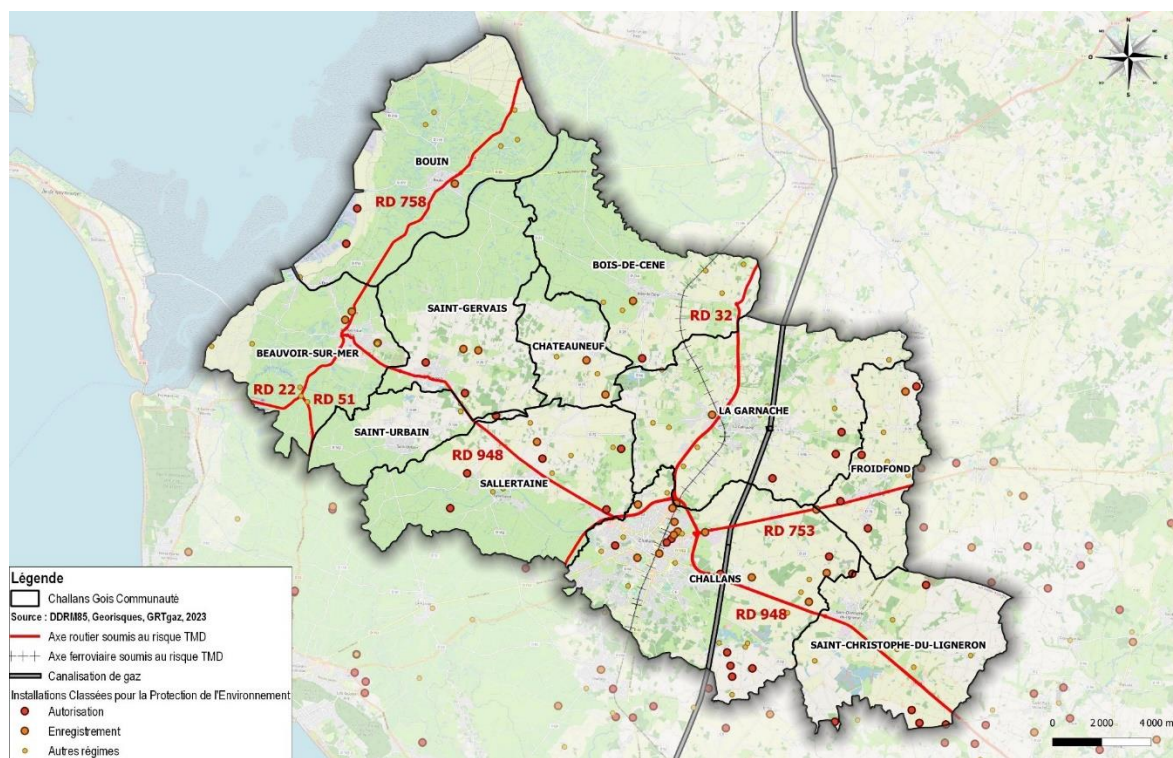 N
O
E
S
BOUIN
RD 758
BOIS-DE-CENE
SAINT-GERVAIS
RD 32
CHATEAUNEUF
BEAUVOIR-SUR-MER
RD 22
RD 51
LA GARNACHE
SAINT-URBAIN
RD 948
FROIDFOND
SALLERTAINE
RD 753
CHALLANS
RD 948
SAINT-CHRISTOPHE-DU-LIGNERON
Légende
Challans Gois Communauté
Source : DDRM85, Georisques, GRTgaz, 2023
Axe routier soumis au risque TMD
Axe ferroviaire soumis au risque TMD
Canalisation de gaz
Installations Classées pour la Protection de l'Environnement
Autorisation
Enregistrement
Autres régimes
0 2 000 4 000 m